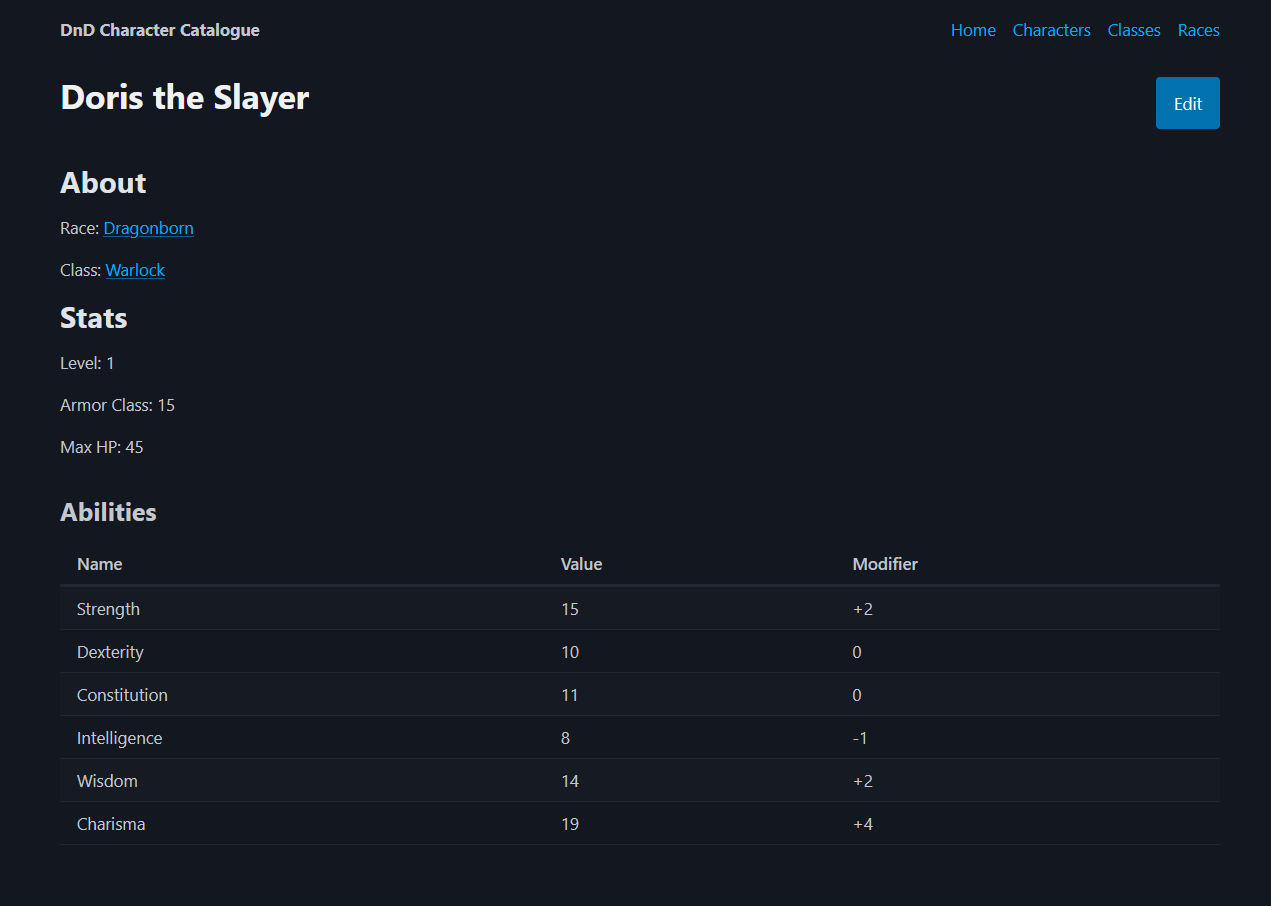 DnD Character Catalogue Home Characters Classes Races
Doris the Slayer Edit
About
Race: Dragonborn
Class: Warlock
Stats
Level: 1
Armor Class: 15
Max HP: 45
Abilities
Name Value Modifier
Strength 15 +2
Dexterity 10 0
Constitution 11 0
Intelligence 8 -1
Wisdom 14 +2
Charisma 19 +4